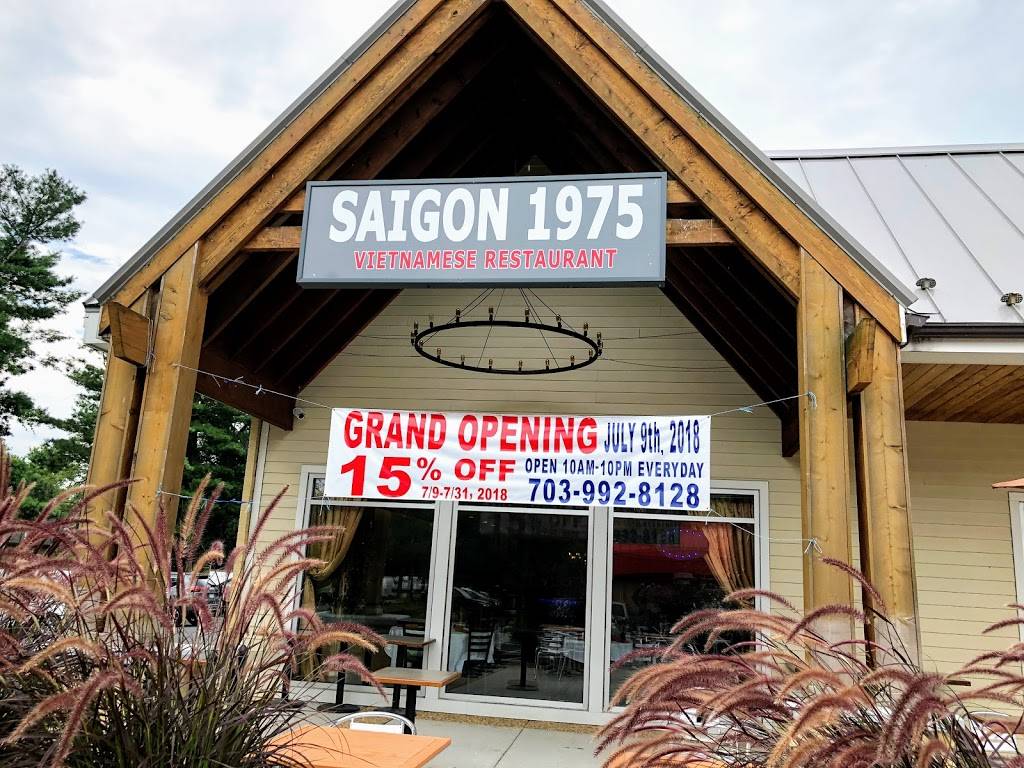 SAIGON 1975
VIETNAMESE RESTAURANT
GRAND OPENING JULY 9th, 2018
15% OFF
7/9-7/31, 2018
OPEN 10AM-10PM EVERYDAY
703-992-8128